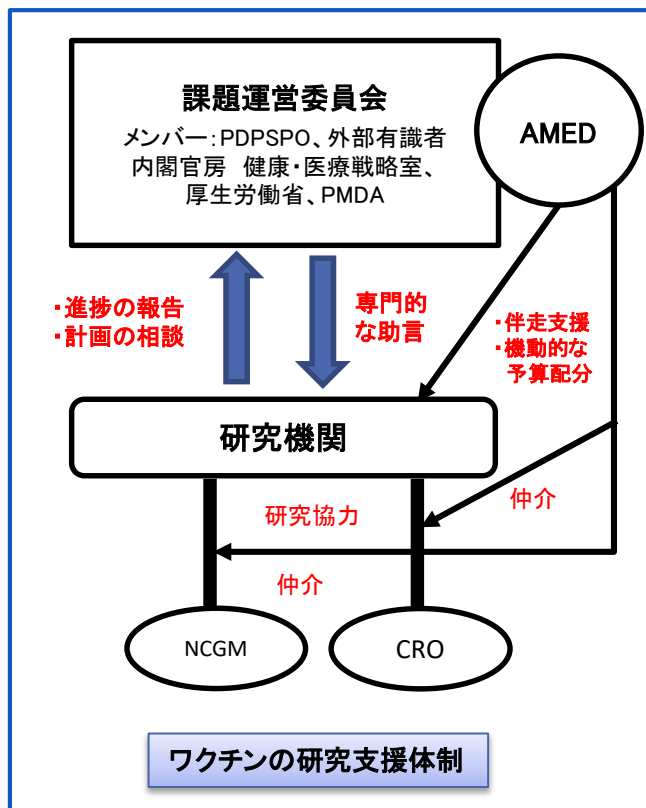 課題運営委員会
メンバー：PDPSPO、外部有識者
内閣官房　健康・医療戦略室、
厚生労働省、PMDA
AMED
・進捗の報告
・計画の相談
専門的
な助言
・伴走支援
・機動的な
予算配分
研究機関
研究協力
仲介
仲介
NCGM
CRO
ワクチンの研究支援体制